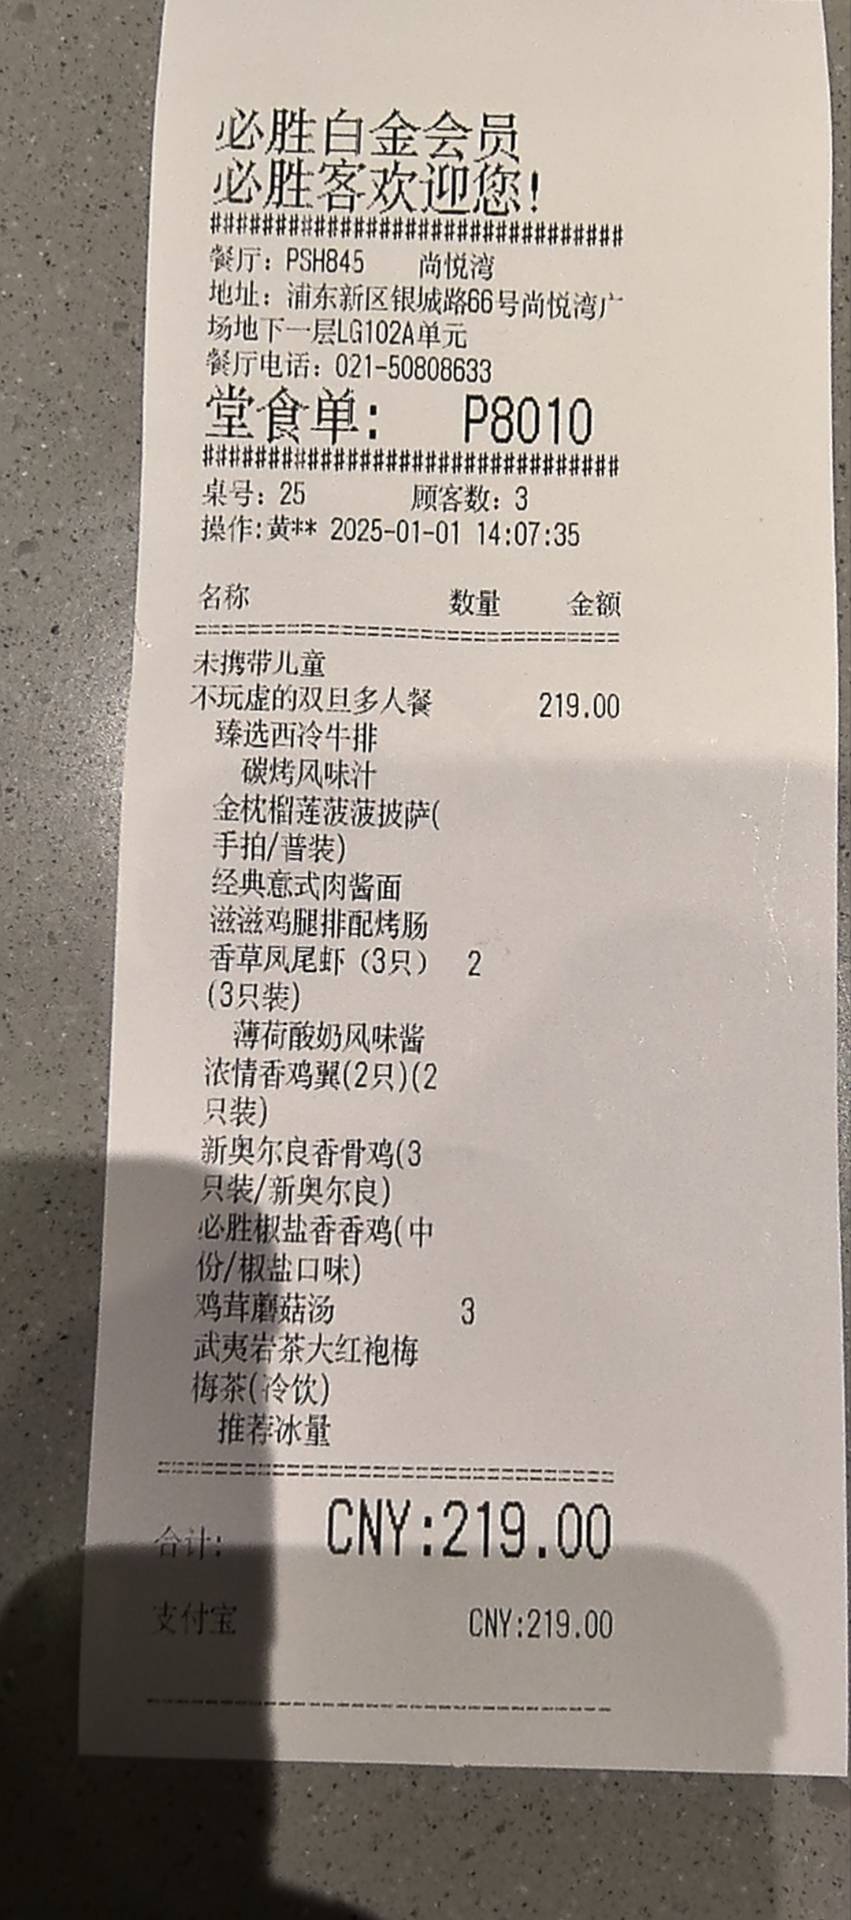 必胜白金会员
必胜客欢迎您!
################################
餐厅: PSH845 尚悦湾
地址: 浦东新区银城路66号尚悦湾广
场地下一层LG102A单元
餐厅电话: 021-50808633
堂食单: P8010
################################
桌号: 25 顾客数: 3
操作:黄** 2025-01-01 14:07:35
名称 数量 金额
================================
未携带儿童
不玩虚的双旦多人餐 219.00
臻选西冷牛排
碳烤风味汁
金枕榴莲菠菠披萨(
手拍/普装)
经典意式肉酱面
滋滋鸡腿排配烤肠
香草凤尾虾（3只） 2
(3只装)
薄荷酸奶风味酱
浓情香鸡翼(2只)(2
只装)
新奥尔良香骨鸡(3
只装/新奥尔良)
必胜椒盐香香鸡(中
份/椒盐口味)
鸡茸蘑菇汤 3
武夷岩茶大红袍梅
梅茶(冷饮)
推荐冰量
================================
合计: CNY:219.00
支付宝 CNY:219.00
--------------------------------